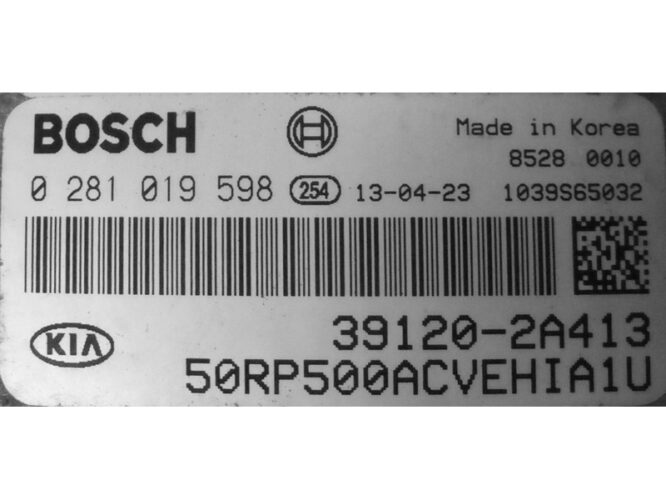 BOSCH
Made in Korea
8528 0010
0 281 019 598 254 13-04-23 1039S65032
KIA
39120-2A413
50RP500ACVEHIA1U